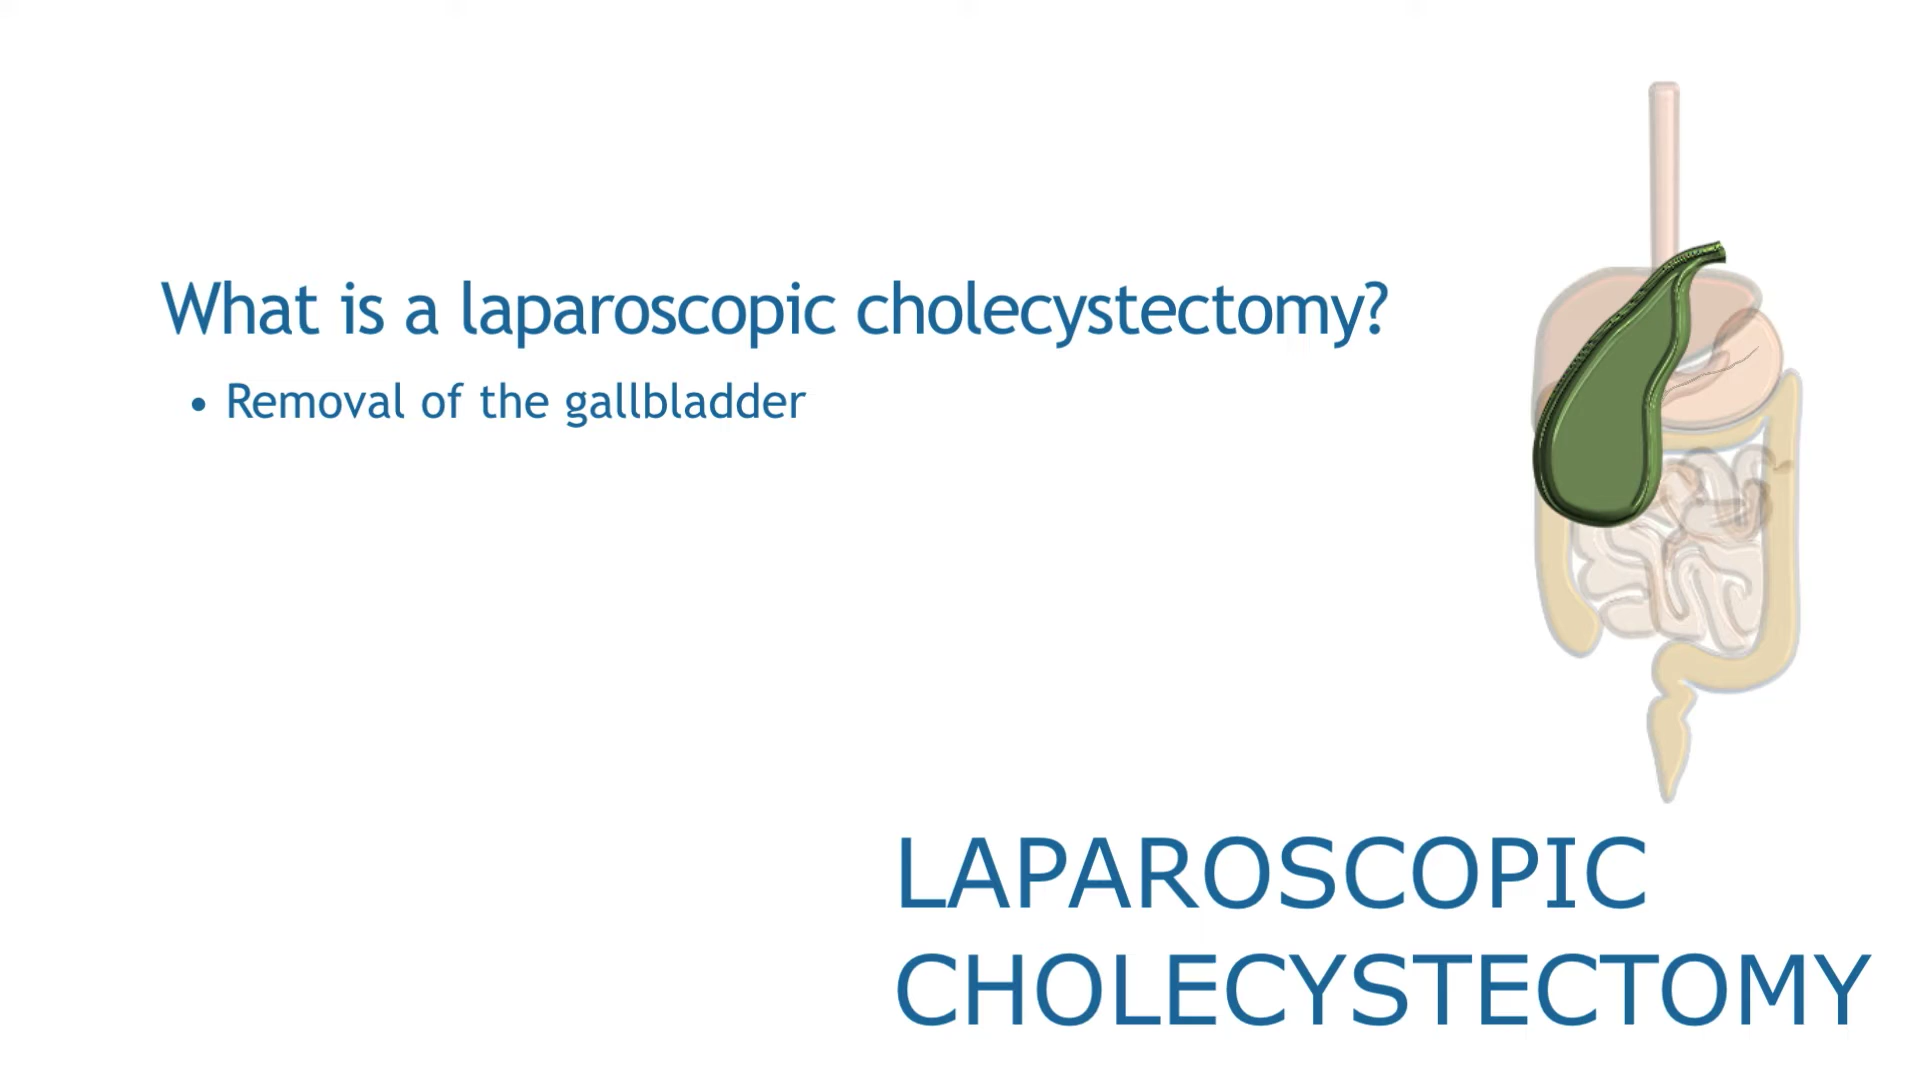 What is a laparoscopic cholecystectomy?
• Removal of the gallbladder
LAPAROSCOPIC
CHOLECYSTECTOMY